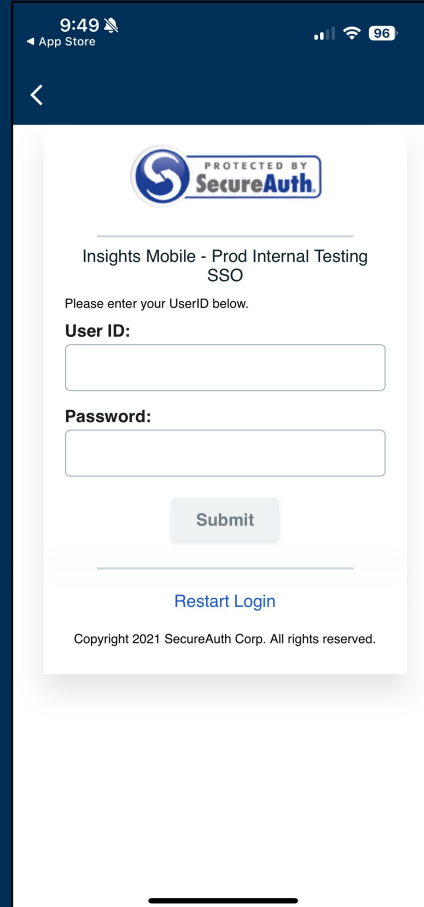 9:49
96
◀ App Store
PROTECTED BY
SecureAuth
Insights Mobile - Prod Internal Testing
SSO
Please enter your UserID below.
User ID:
Password:
Submit
Restart Login
Copyright 2021 SecureAuth Corp. All rights reserved.